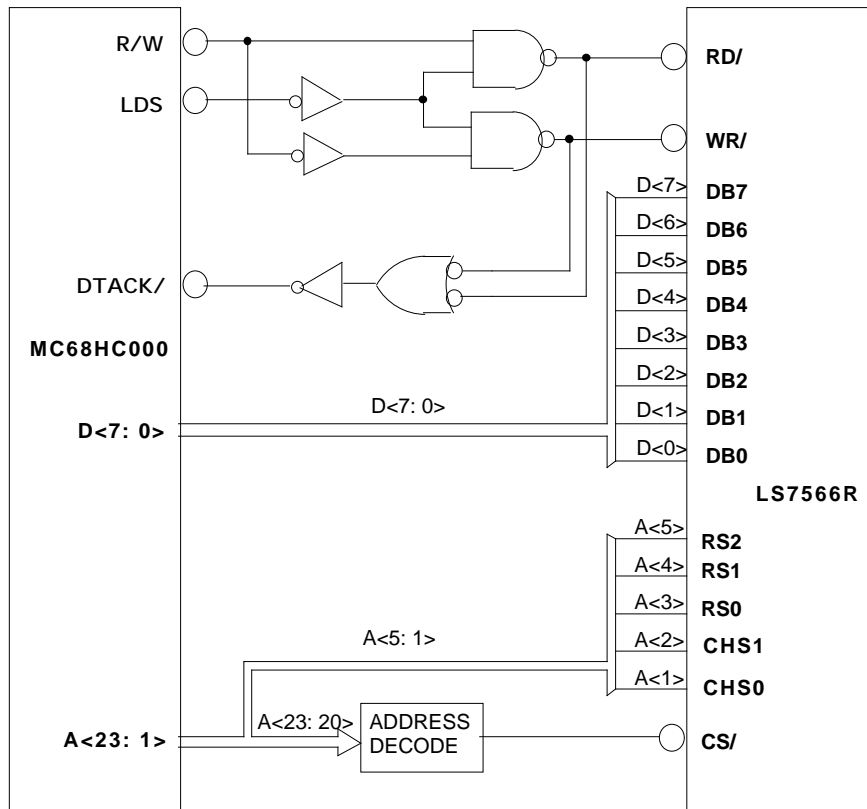 R/W
RD/
LDS
WR/
D<7>
DB7
D<6>
DB6
D<5>
DB5
DTACK/
D<4>
DB4
D<3>
DB3
MC68HC000
D<2>
DB2
D<7: 0>
D<1>
DB1
D<7: 0>
D<0>
DB0
LS7566R
A<5>
RS2
A<4>
RS1
A<3>
RS0
A<5: 1>
A<2>
CHS1
A<1>
CHS0
A<23: 20>
ADDRESS
DECODE
A<23: 1>
CS/